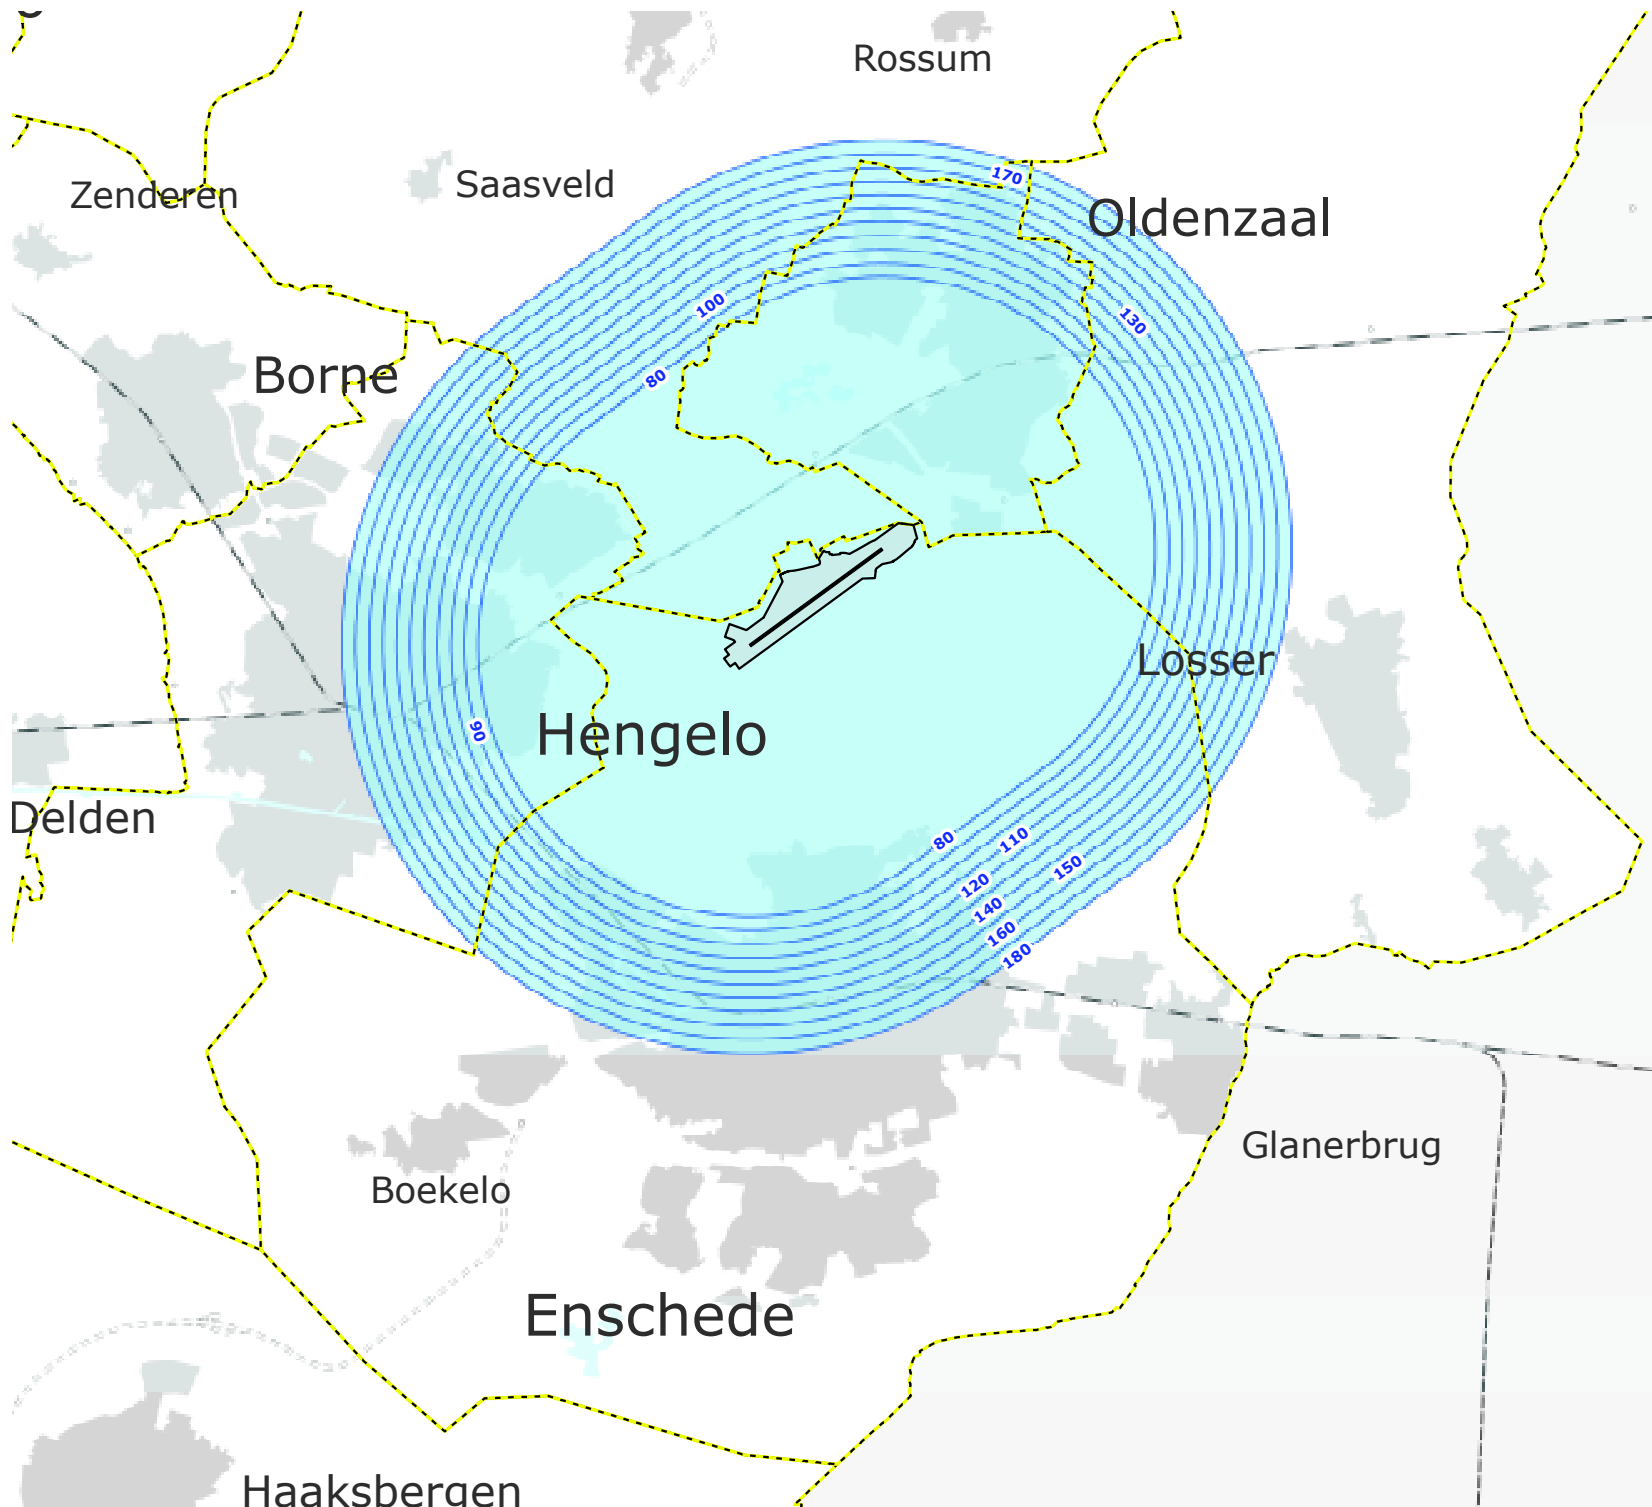 Rossum
170
Saasveld
Zenderen
Oldenzaal
100
130
Borne
80
Losser
90
Hengelo
Delden
80
110
150
120
140
160
180
Glanerbrug
Boekelo
Enschede
Haaksbergen